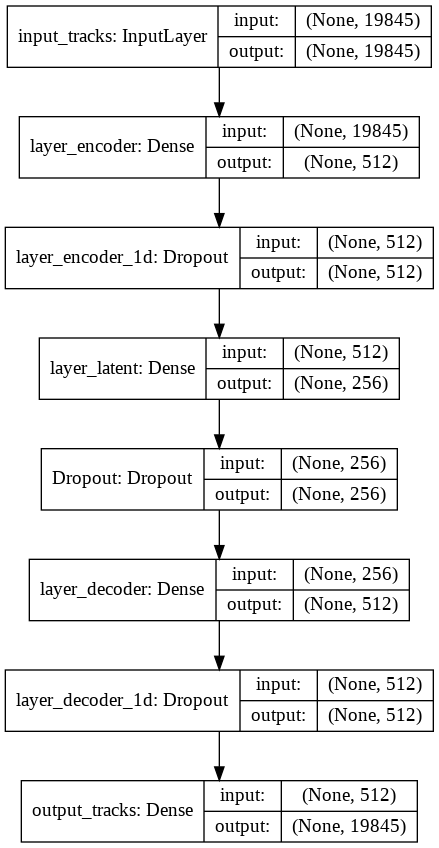 input_tracks: InputLayer
input: (None, 19845)
output: (None, 19845)
layer_encoder: Dense
input: (None, 19845)
output: (None, 512)
layer_encoder_1d: Dropout
input: (None, 512)
output: (None, 512)
layer_latent: Dense
input: (None, 512)
output: (None, 256)
Dropout: Dropout
input: (None, 256)
output: (None, 256)
layer_decoder: Dense
input: (None, 256)
output: (None, 512)
layer_decoder_1d: Dropout
input: (None, 512)
output: (None, 512)
output_tracks: Dense
input: (None, 512)
output: (None, 19845)